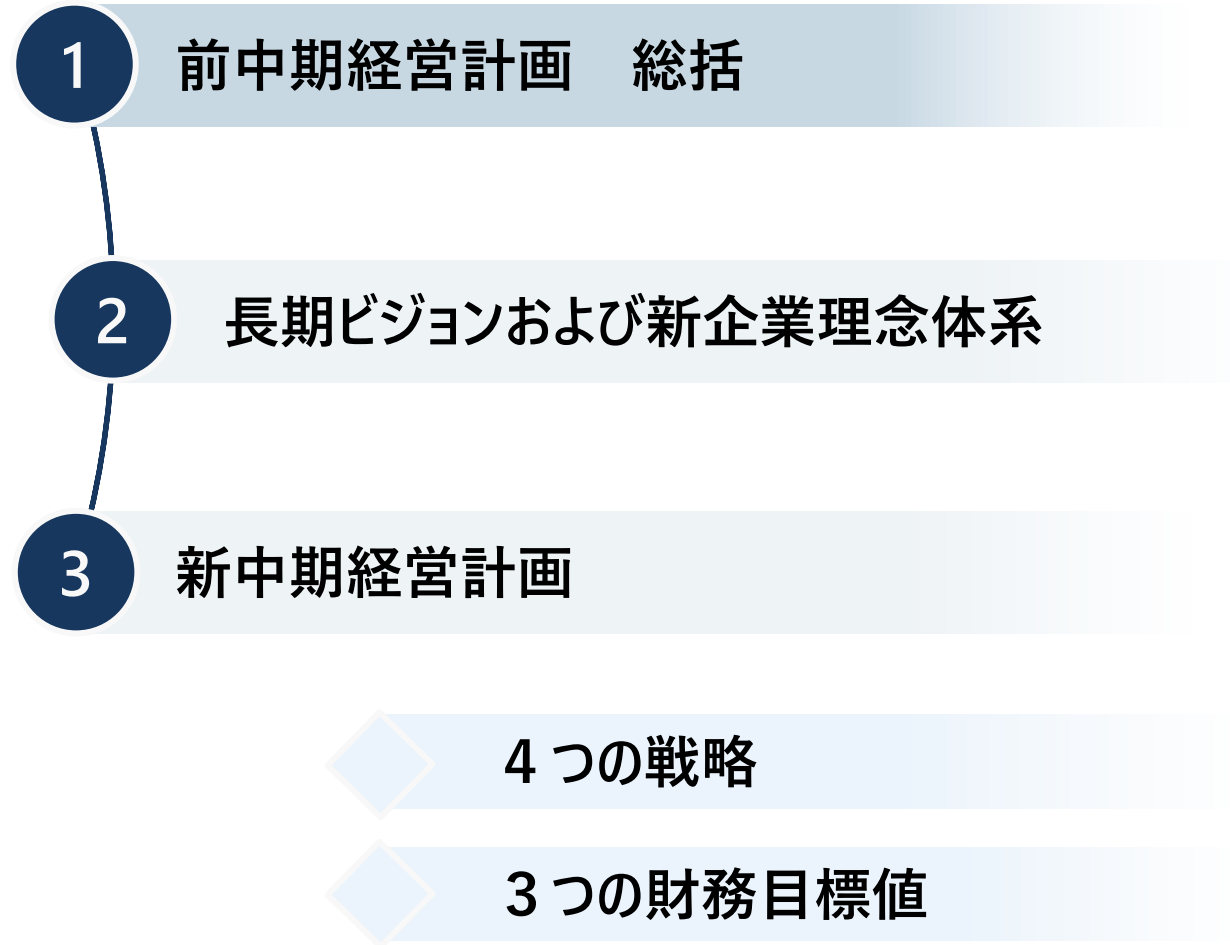 1 前中期経営計画　総括
2 長期ビジョンおよび新企業理念体系
3 新中期経営計画
4つの戦略
3つの財務目標値